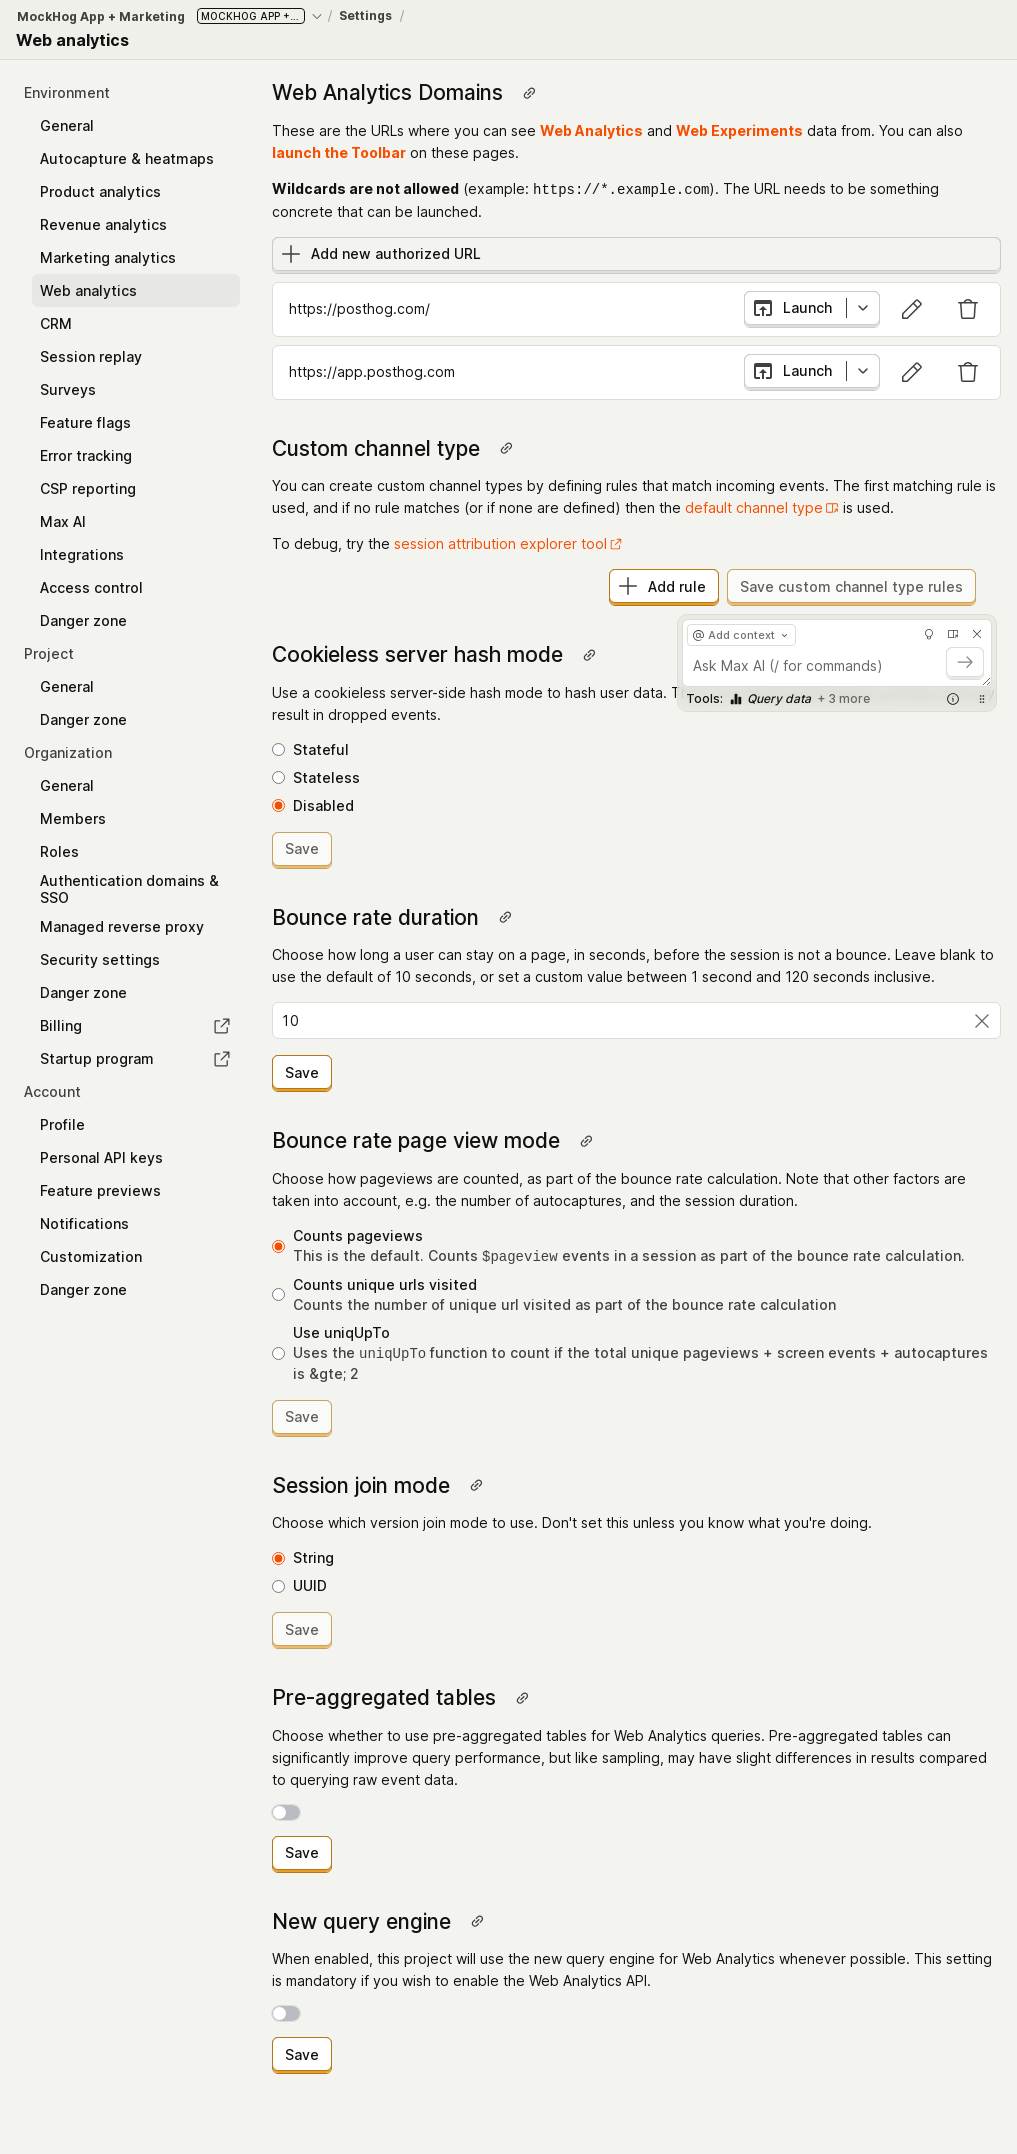 MockHog App + Marketing
MOCKHOG APP +...
/
Settings
/
Web analytics
Environment
General
Autocapture & heatmaps
Product analytics
Revenue analytics
Marketing analytics
Web analytics
CRM
Session replay
Surveys
Feature flags
Error tracking
CSP reporting
Max AI
Integrations
Access control
Danger zone
Project
General
Danger zone
Organization
General
Members
Roles
Authentication domains &
SSO
Managed reverse proxy
Security settings
Danger zone
Billing
Startup program
Account
Profile
Personal API keys
Feature previews
Notifications
Customization
Danger zone
Web Analytics Domains
These are the URLs where you can see Web Analytics and Web Experiments data from. You can also
launch the Toolbar on these pages.
Wildcards are not allowed (example: https://*.example.com). The URL needs to be something
concrete that can be launched.
Add new authorized URL
https://posthog.com/
Launch
https://app.posthog.com
Launch
Custom channel type
You can create custom channel types by defining rules that match incoming events. The first matching rule is
used, and if no rule matches (or if none are defined) then the default channel type is used.
To debug, try the session attribution explorer tool
Add rule
Save custom channel type rules
@ Add context
Ask Max AI (/ for commands)
Tools: Query data + 3 more
Cookieless server hash mode
Use a cookieless server-side hash mode to hash user data.
result in dropped events.
Stateful
Stateless
Disabled
Save
Bounce rate duration
Choose how long a user can stay on a page, in seconds, before the session is not a bounce. Leave blank to
use the default of 10 seconds, or set a custom value between 1 second and 120 seconds inclusive.
10
Save
Bounce rate page view mode
Choose how pageviews are counted, as part of the bounce rate calculation. Note that other factors are
taken into account, e.g. the number of autocaptures, and the session duration.
Counts pageviews
This is the default. Counts $pageview events in a session as part of the bounce rate calculation.
Counts unique urls visited
Counts the number of unique url visited as part of the bounce rate calculation
Use uniqUpTo
Uses the uniqUpTo function to count if the total unique pageviews + screen events + autocaptures
is &gte; 2
Save
Session join mode
Choose which version join mode to use. Don't set this unless you know what you're doing.
String
UUID
Save
Pre-aggregated tables
Choose whether to use pre-aggregated tables for Web Analytics queries. Pre-aggregated tables can
significantly improve query performance, but like sampling, may have slight differences in results compared
to querying raw event data.
Save
New query engine
When enabled, this project will use the new query engine for Web Analytics whenever possible. This setting
is mandatory if you wish to enable the Web Analytics API.
Save